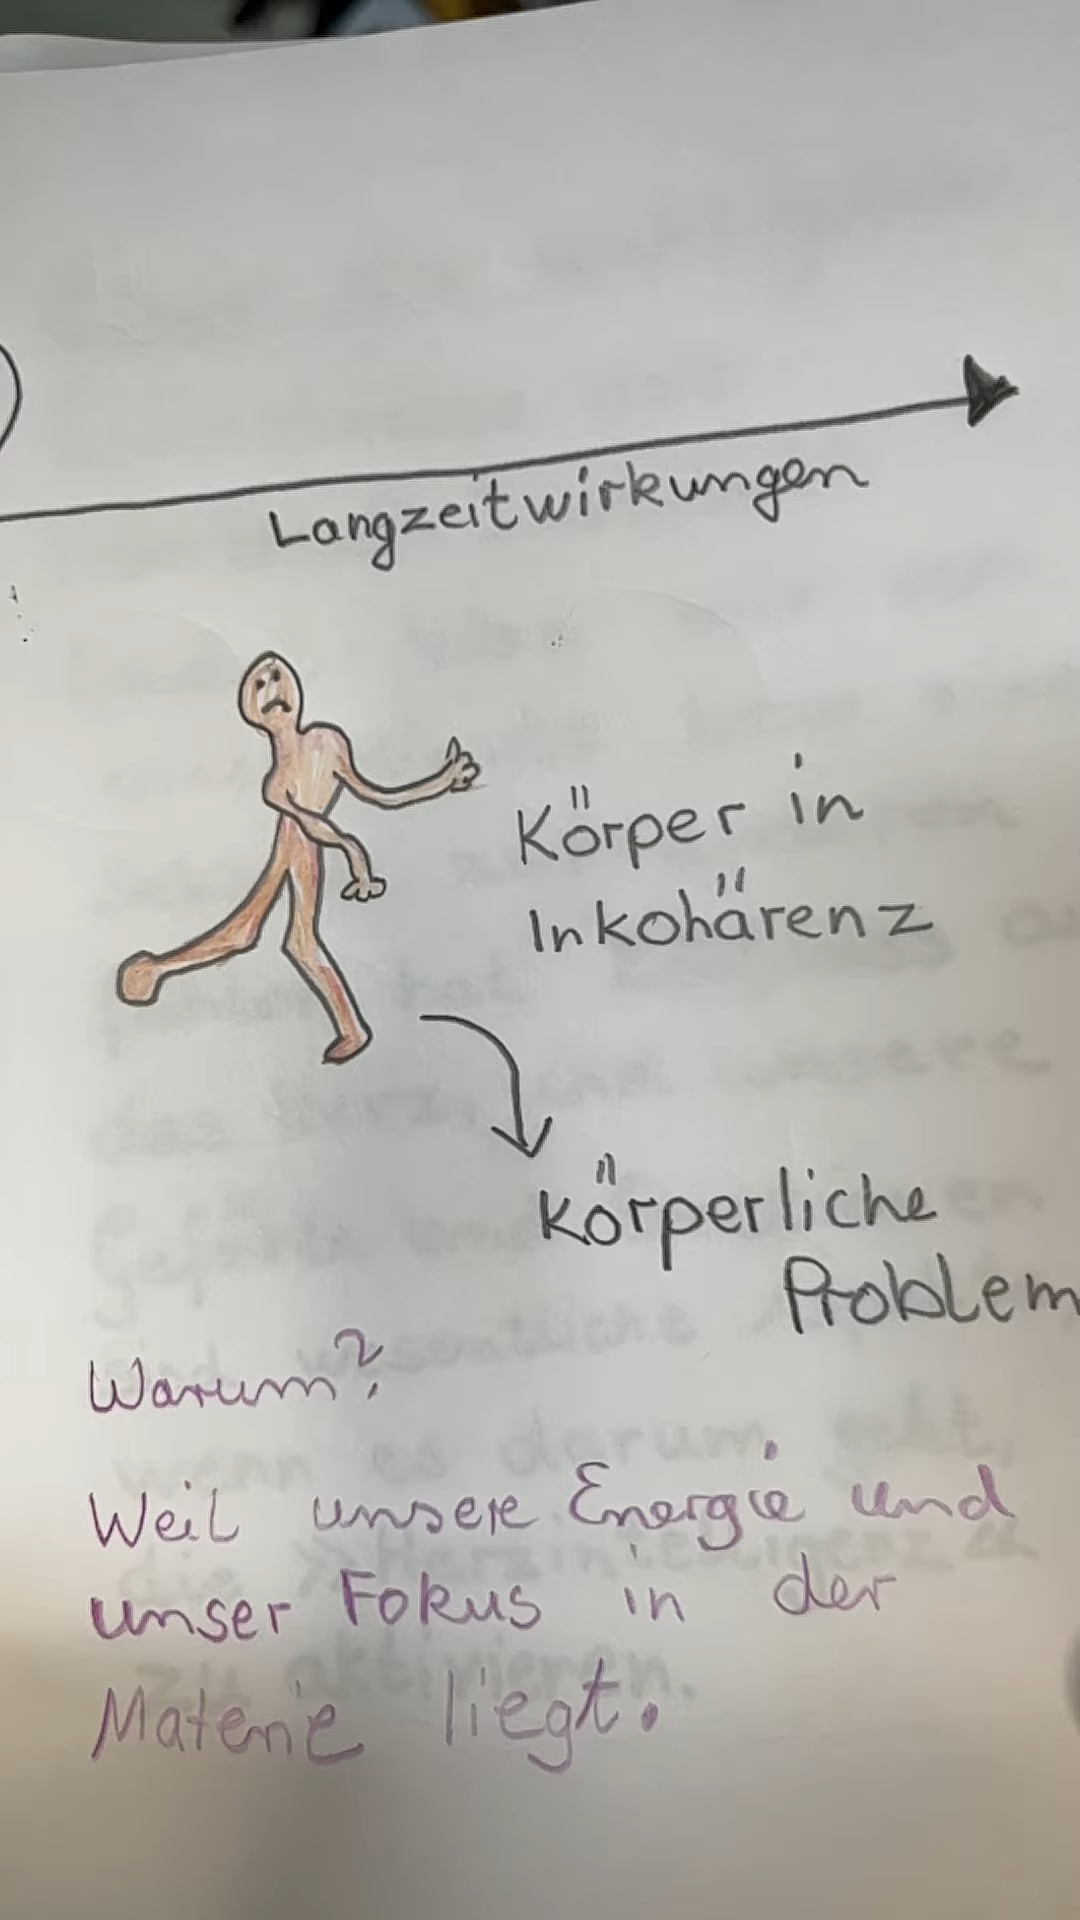 Langzeitwirkungen
Körper in
Inkohärenz
körperliche
Problem
Warum?
Weil unsere Energie und
unser Fokus in der
Materie liegt.